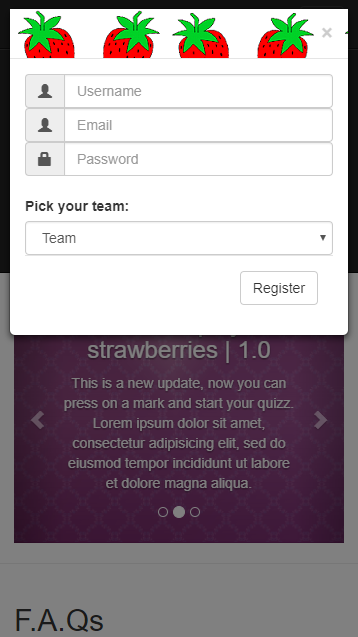 ×
Username
Email
Password
Pick your team:
Team
Register
strawberries | 1.0
This is a new update, now you can
press on a mark and start your quizz.
Lorem ipsum dolor sit amet,
consectetur adipisicing elit, sed do
eiusmod tempor incididunt ut labore
et dolore magna aliqua.
F.A.Qs